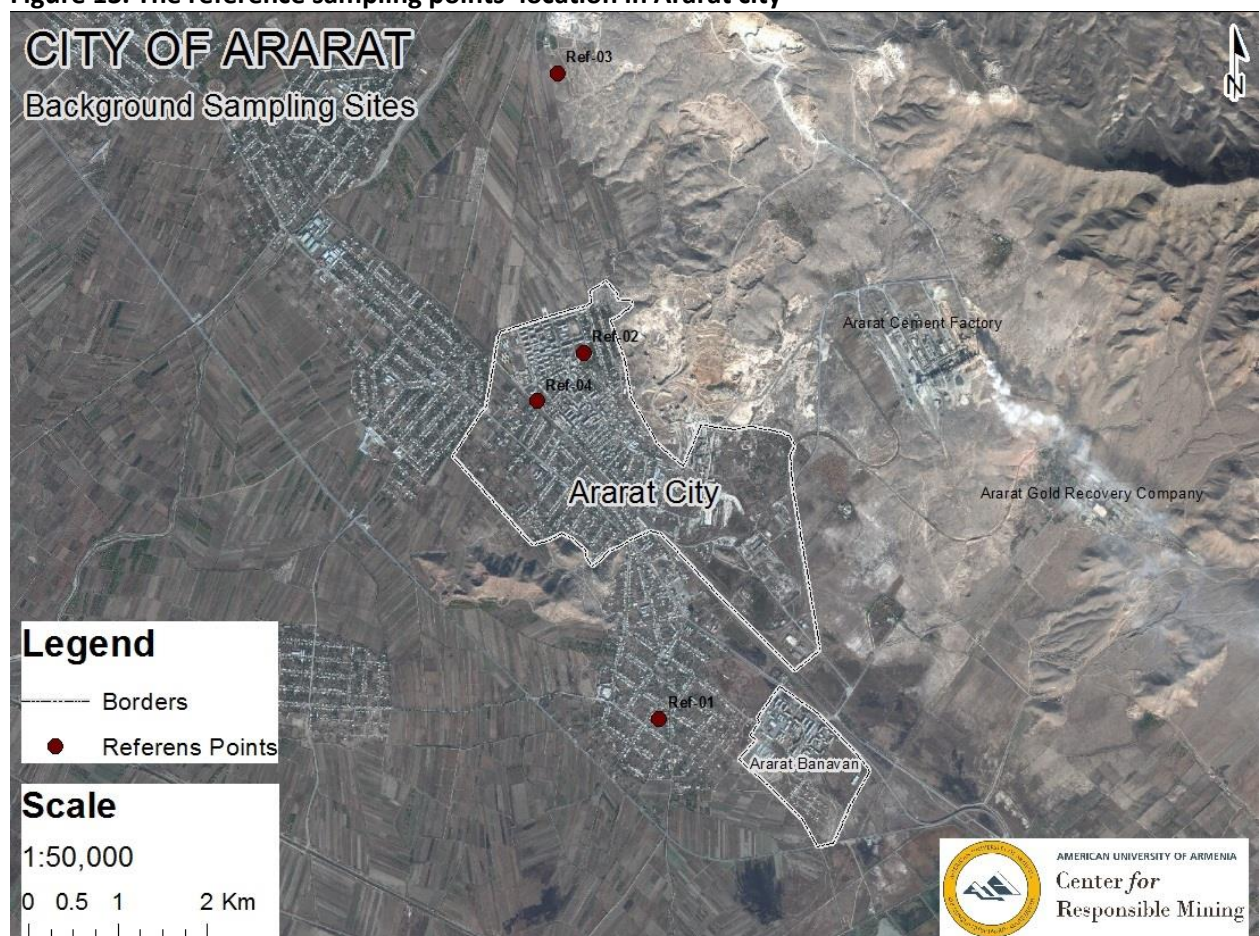 Figure 13. The reference sampling points' location in Ararat city
CITY OF ARARAT
Background Sampling Sites
N
Ref-03
Ararat Cement Factory
Ref-02
Ref-04
Ararat City
Ararat Gold Recovery Company
Ref-01
Ararat Banavan
Legend
Borders
Referens Points
Scale
1:50,000
0 0.5 1 2 Km
AMERICAN UNIVERSITY OF ARMENIA
Center for
Responsible Mining